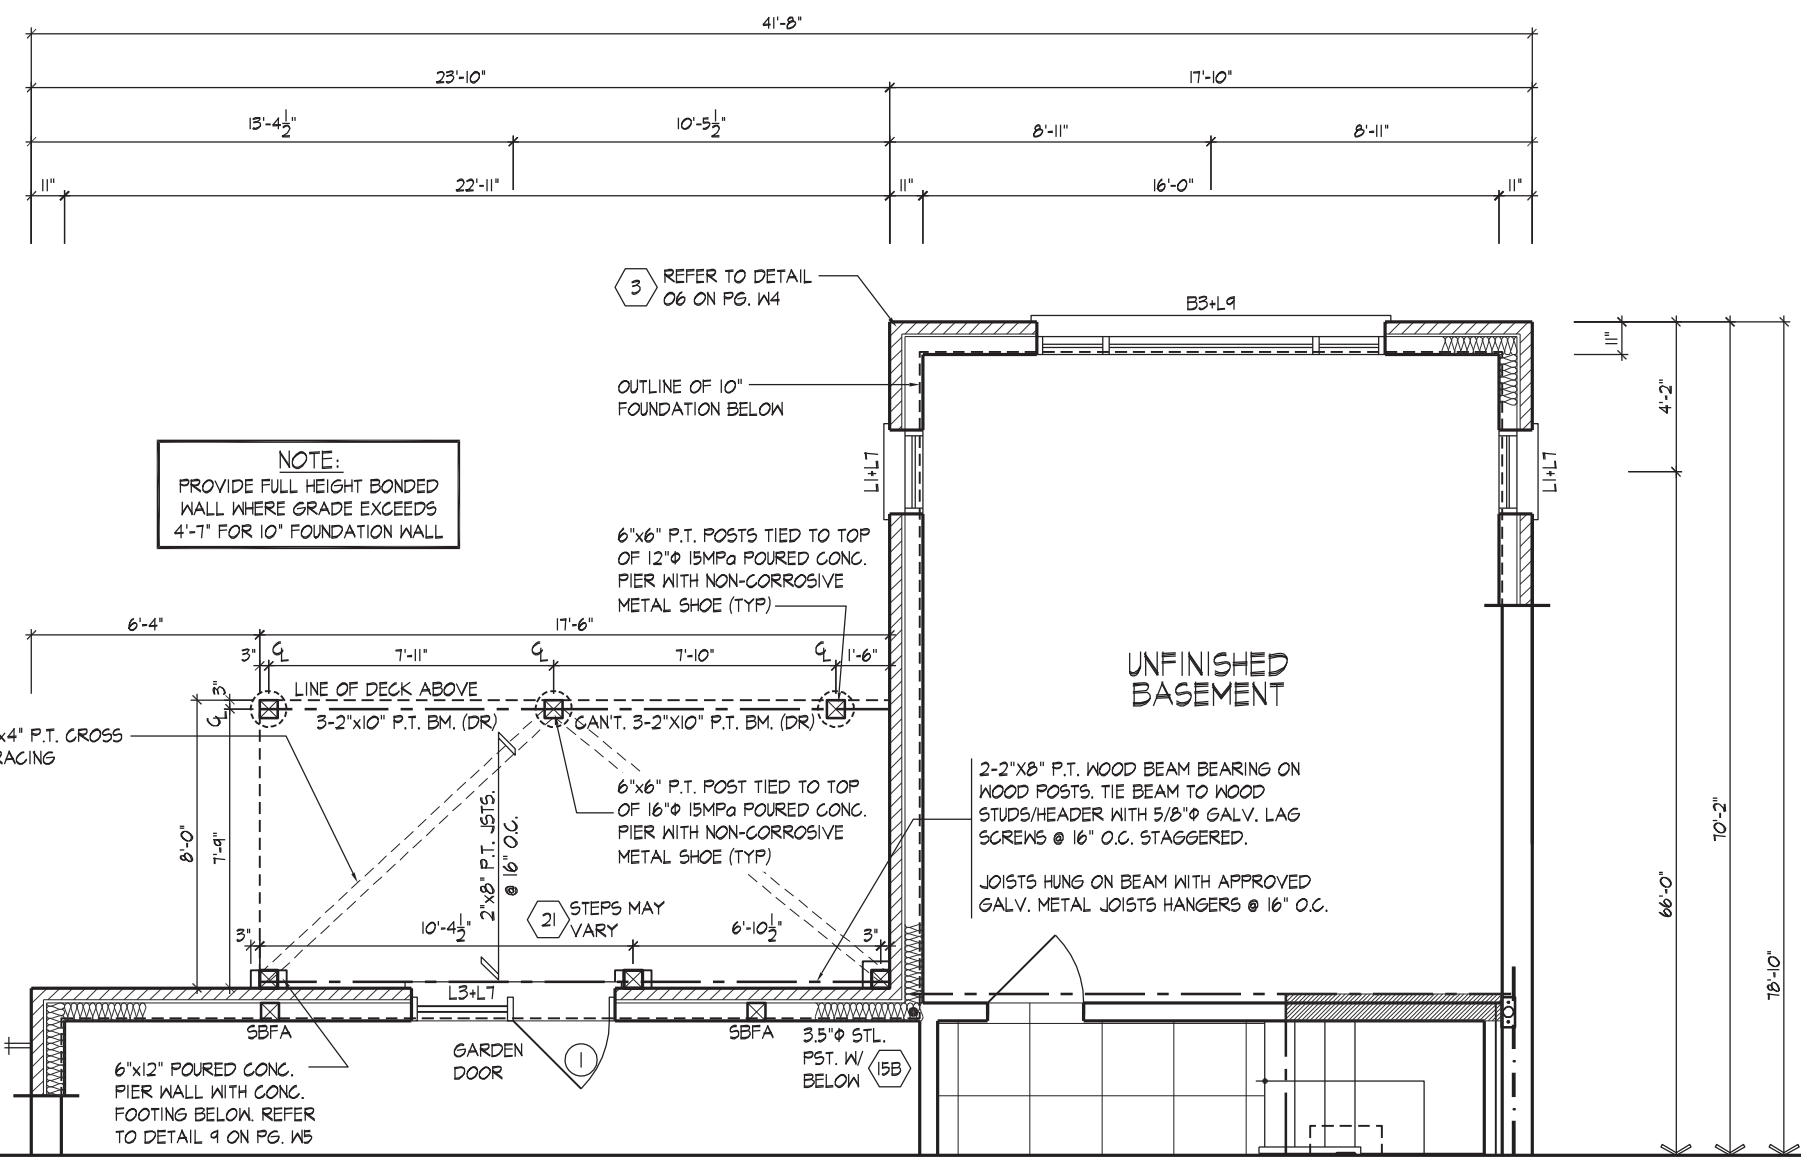 41'-8"
23'-10"
17'-10"
13'-4½"
10'-5½"
8'-11"
8'-11"
11"
22'-11"
11"
16'-0"
11"
3
REFER TO DETAIL
06 ON PG. W4
B3+L9
11"
OUTLINE OF 10"
FOUNDATION BELOW
4'-2"
NOTE:
PROVIDE FULL HEIGHT BONDED
WALL WHERE GRADE EXCEEDS
4'-7" FOR 10" FOUNDATION WALL
L1+L7
L1+L7
6"x6" P.T. POSTS TIED TO TOP
OF 12"Φ 15MPa POURED CONC.
PIER WITH NON-CORROSIVE
METAL SHOE (TYP)
6'-4"
17'-6"
3"
CL
7'-11"
CL
7'-10"
CL
1'-6"
UNFINISHED
BASEMENT
3"
CL
LINE OF DECK ABOVE
3-2"x10" P.T. BM. (DR)
CAN'T. 3-2"X10" P.T. BM. (DR)
x4" P.T. CROSS
RACING
6"x6" P.T. POST TIED TO TOP
OF 16"Φ 15MPa POURED CONC.
PIER WITH NON-CORROSIVE
METAL SHOE (TYP)
2-2"X8" P.T. WOOD BEAM BEARING ON
WOOD POSTS. TIE BEAM TO WOOD
STUDS/HEADER WITH 5/8"Φ GALV. LAG
SCREWS @ 16" O.C. STAGGERED.
JOISTS HUNG ON BEAM WITH APPROVED
GALV. METAL JOISTS HANGERS @ 16" O.C.
8'-0"
7'-9"
2"x8" P.T. JSTS.
@ 16" O.C.
70'-2"
66'-0"
78'-10"
21
STEPS MAY
VARY
3"
10'-4½"
6'-10½"
3"
L3+L7
SBFA
SBFA
GARDEN
DOOR
1
3.5"Φ STL.
PST. W/
BELOW
15B
6"x12" POURED CONC.
PIER WALL WITH CONC.
FOOTING BELOW. REFER
TO DETAIL 9 ON PG. W5